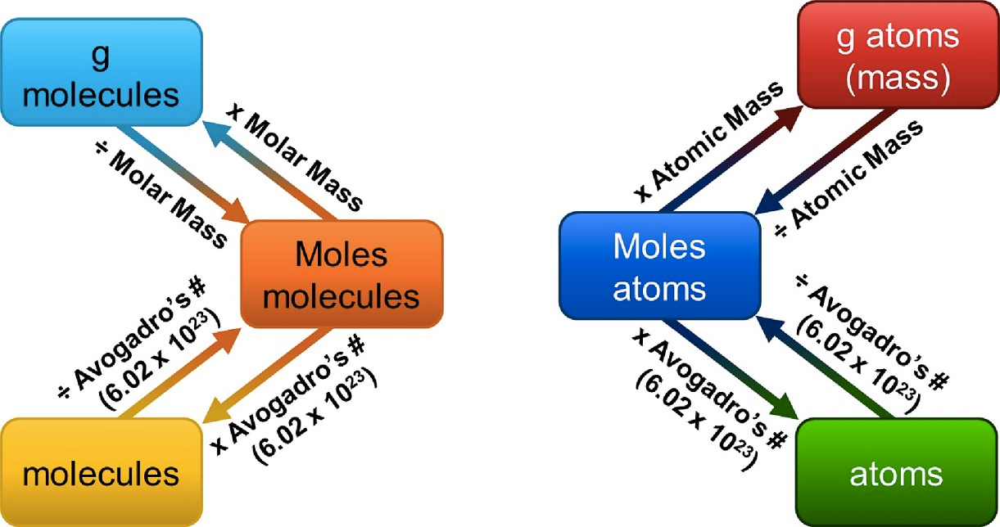 g
molecules
÷ Molar Mass
x Molar Mass
Moles
molecules
÷ Avogadro's #
(6.02 x 10²³)
x Avogadro's #
(6.02 x 10²³)
molecules
g atoms
(mass)
x Atomic Mass
÷ Atomic Mass
Moles
atoms
x Avogadro's #
(6.02 x 10²³)
÷ Avogadro's #
(6.02 x 10²³)
atoms